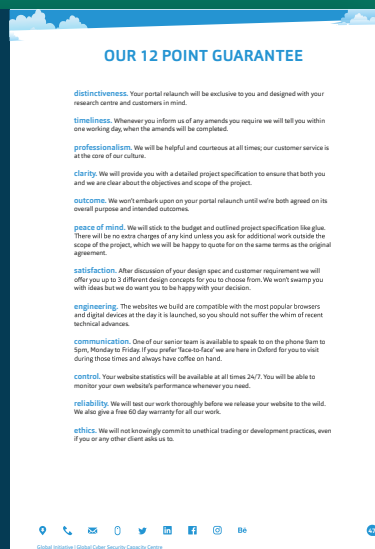 OUR 12 POINT GUARANTEE
distinctiveness. Your portal relaunch will be exclusive to you and designed with your
research centre and customers in mind.
timeliness. Whenever you inform us of any amends you require we will tell you within
one working day, when the amends will be completed.
professionalism. We will be helpful and courteous at all times; our customer service is
at the core of our culture.
clarity. We will provide you with a detailed project specification to ensure that both you
and we are clear about the objectives and scope of the project.
outcome. We won't embark upon your portal relaunch until we're both agreed on its
overall purpose and intended outcomes.
peace of mind. We will stick to the budget and outlined project specification like glue.
There will be no extra charges of any kind unless you ask for additional work outside the
scope of the project, which we will be happy to quote for on the same terms as the original
agreement.
satisfaction. After discussion of your design spec and customer requirement we will
offer you up to 3 different design concepts for you to choose from. We won't swamp you
with ideas but we do want you to be happy with your decision.
engineering. The websites we build are compatible with the most popular browsers
and digital devices at the day it is launched, so you should not suffer the whim of recent
technical advances.
communication. One of our senior team is available to speak to on the phone 9am to
5pm, Monday to Friday. If you prefer 'face-to-face' we are here in Oxford for you to visit
during those times and always have coffee on hand.
control. Your website statistics will be available at all times 24/7. You will be able to
monitor your own website's performance whenever you need.
reliability. We will test our work thoroughly before we release your website to the wild.
We also give a free 60 day warranty for all our work.
ethics. We will not knowingly commit to unethical trading or development practices, even
if you or any other client asks us to.
Bē
47
Global Initiative | Global Cyber Security Capacity Centre